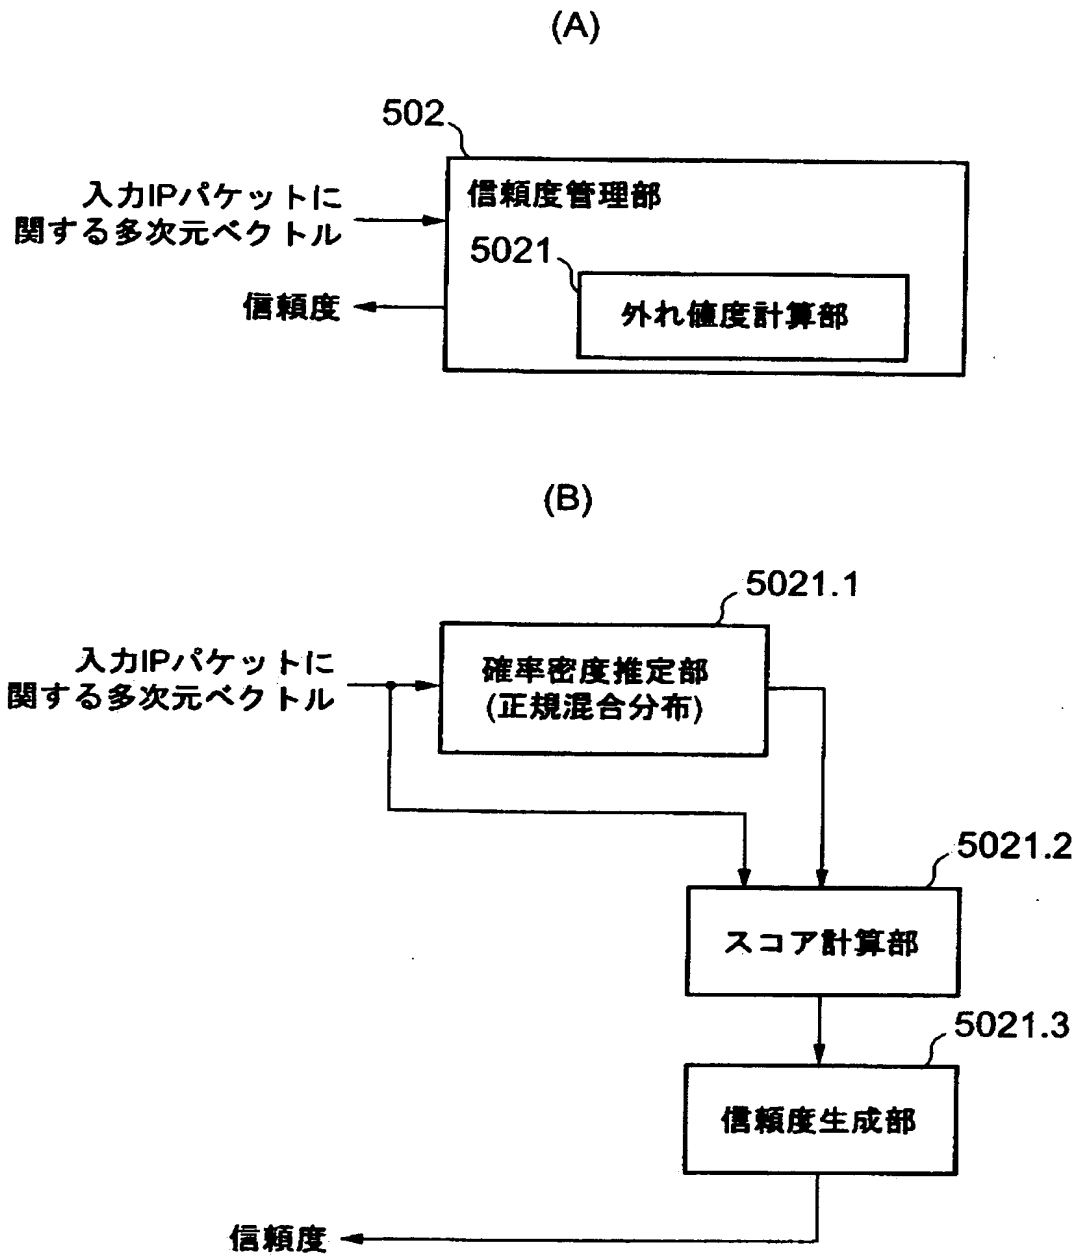 (A)
502
入力IPパケットに
関する多次元ベクトル
信頼度管理部
5021
外れ値度計算部
信頼度
(B)
5021.1
入力IPパケットに
関する多次元ベクトル
確率密度推定部
(正規混合分布)
5021.2
スコア計算部
5021.3
信頼度生成部
信頼度